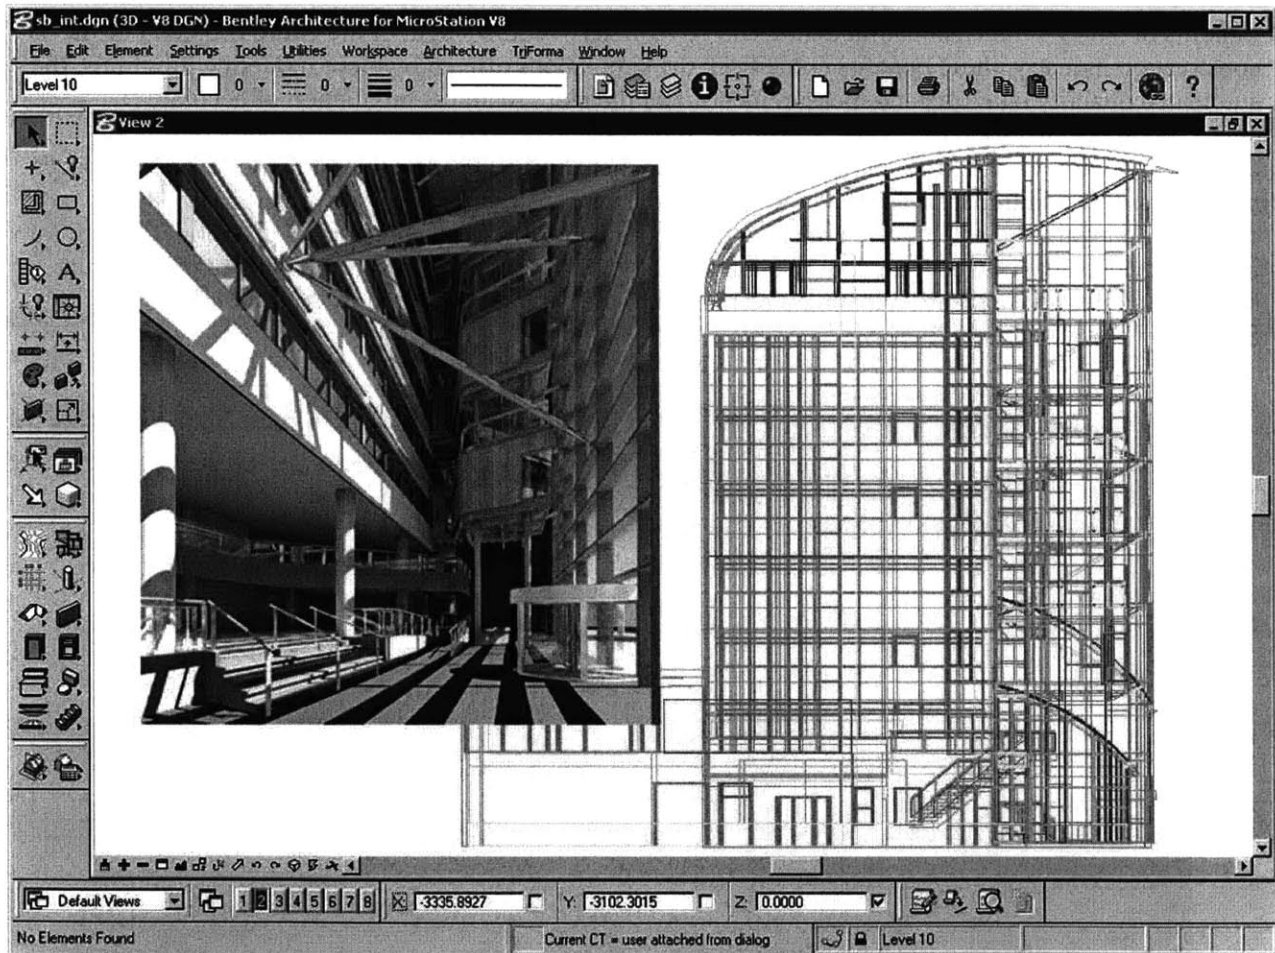 sb_int.dgn (3D - V8 DGN) - Bentley Architecture for MicroStation V8
File Edit Element Settings Tools Utilities Workspace Architecture TriForma Window Help
Level 10 0 0 0
View 2
Default Views 1 2 3 4 5 6 7 8 X: -3335.8927 Y: -3102.3015 Z: 0.0000
No Elements Found Current CT = user attached from dialog Level 10